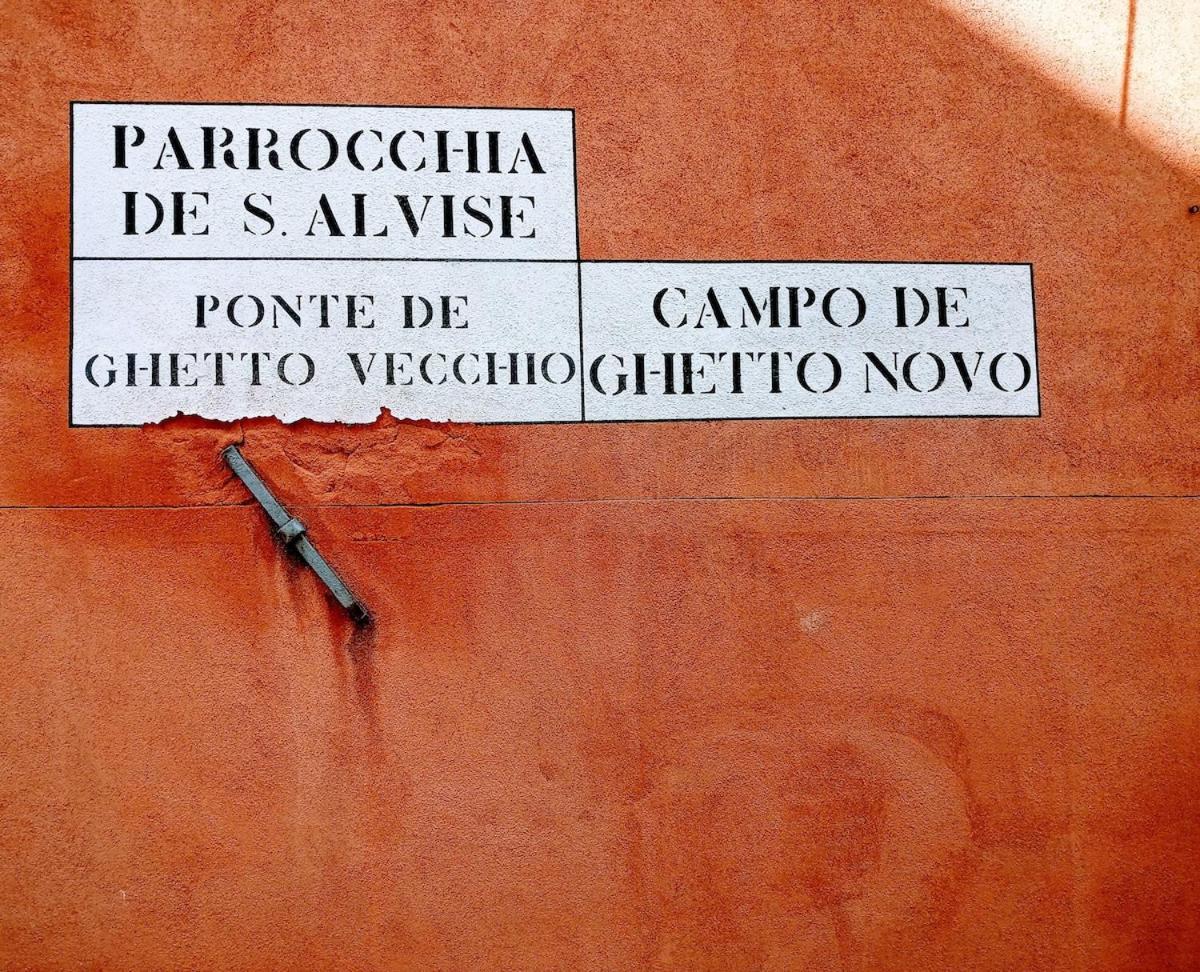 PARROCCHIA
DE S. ALVISE
PONTE DE
GHETTO VECCHIO
CAMPO DE
GHETTO NOVO